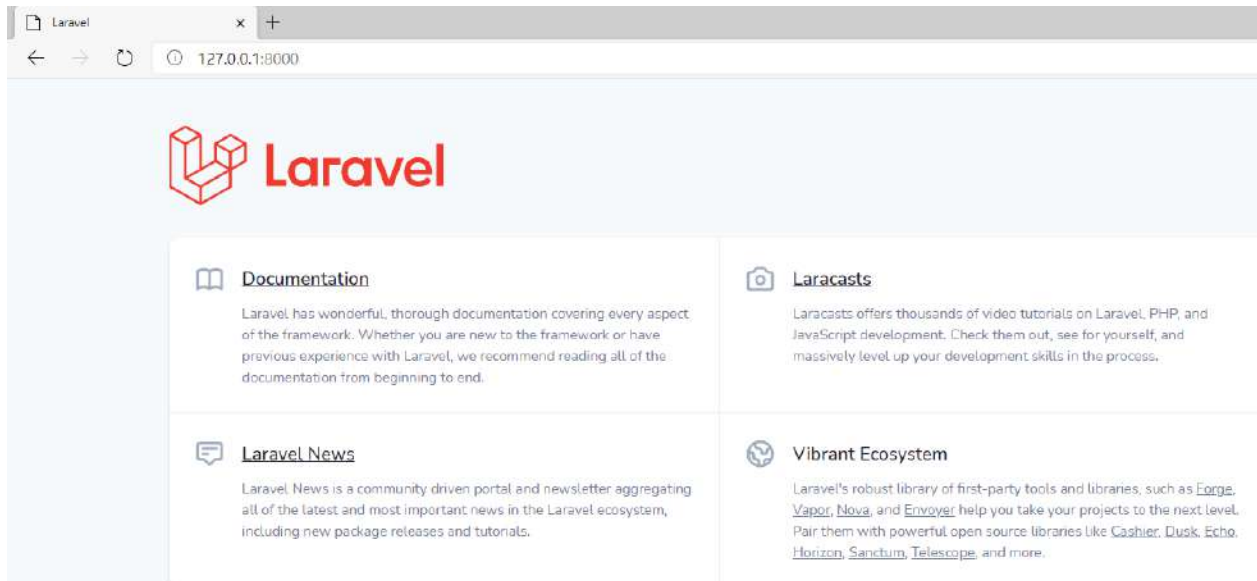 Laravel
127.0.0.1:8000
Laravel
Documentation
Laravel has wonderful, thorough documentation covering every aspect
of the framework. Whether you are new to the framework or have
previous experience with Laravel, we recommend reading all of the
documentation from beginning to end.
Laracasts
Laracasts offers thousands of video tutorials on Laravel, PHP, and
JavaScript development. Check them out, see for yourself, and
massively level up your development skills in the process.
Laravel News
Laravel News is a community driven portal and newsletter aggregating
all of the latest and most important news in the Laravel ecosystem,
including new package releases and tutorials.
Vibrant Ecosystem
Laravel's robust library of first-party tools and libraries, such as Forge,
Vapor, Nova, and Envoyer help you take your projects to the next level.
Pair them with powerful open source libraries like Cashier, Dusk, Echo,
Horizon, Sanctum, Telescope, and more.